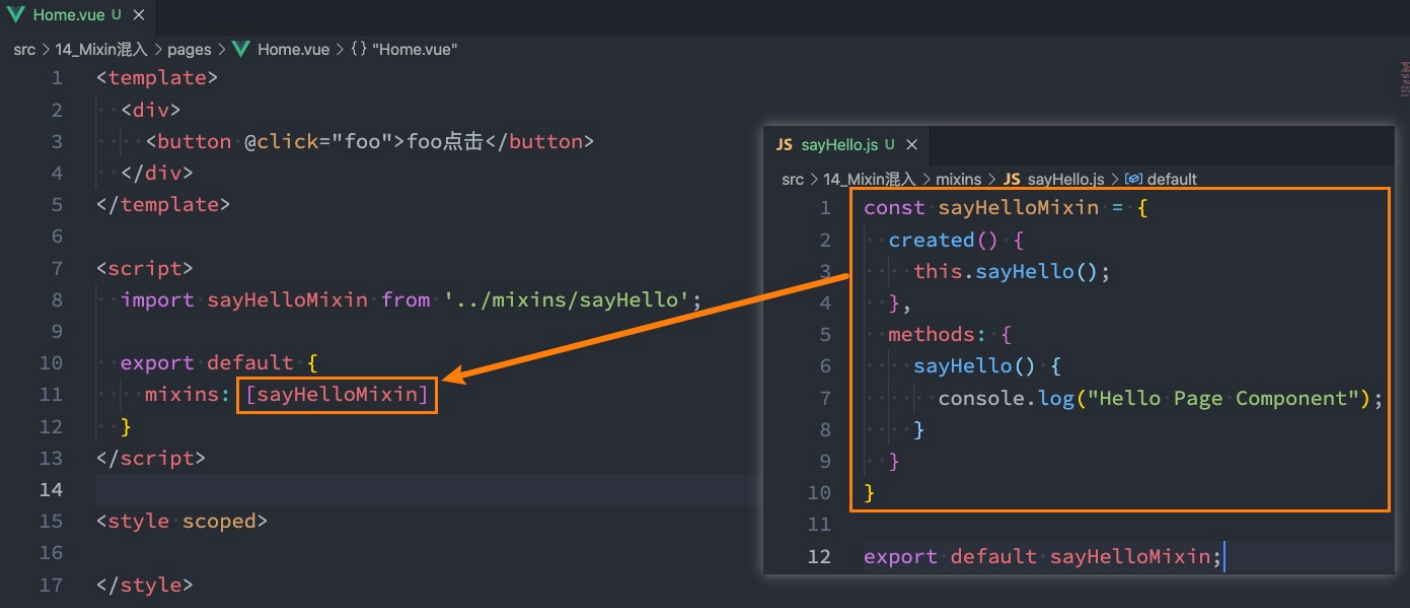 Home.vue U ×
src > 14_Mixin混入 > pages > Home.vue > {} "Home.vue"
1 <template>
2 <div>
3 <button @click="foo">foo点击</button>
4 </div>
5 </template>
6
7 <script>
8 import sayHelloMixin from '../mixins/sayHello';
9
10 export default {
11 mixins: [sayHelloMixin]
12 }
13 </script>
14
15 <style scoped>
16
17 </style>
JS sayHello.js U ×
src > 14_Mixin混入 > mixins > JS sayHello.js > default
1 const sayHelloMixin = {
2 created() {
3 this.sayHello();
4 },
5 methods: {
6 sayHello() {
7 console.log("Hello Page Component");
8 }
9 }
10 }
11
12 export default sayHelloMixin;